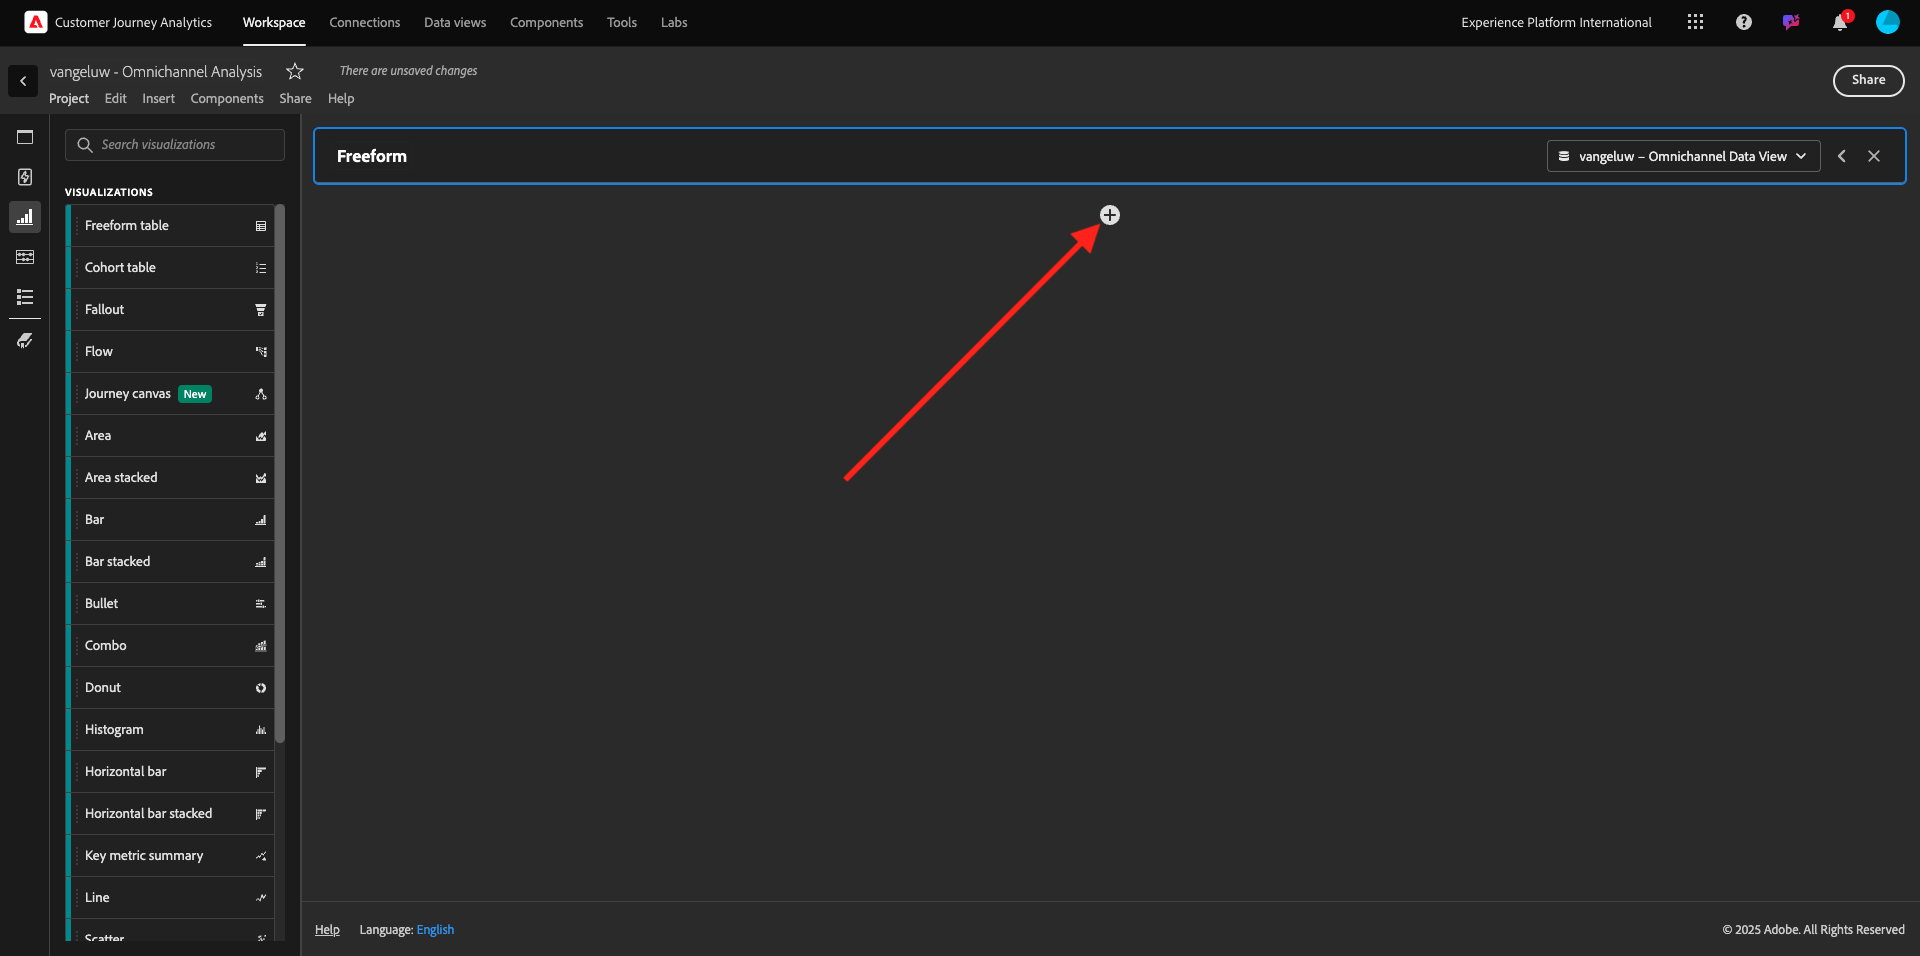 Customer Journey Analytics Workspace Connections Data views Components Tools Labs Experience Platform International 1
vangeluw - Omnichannel Analysis There are unsaved changes
Project Edit Insert Components Share Help Share
Search visualizations
Freeform vangeluw – Omnichannel Data View
VISUALIZATIONS
Freeform table
Cohort table
Fallout
Flow
Journey canvas New
Area
Area stacked
Bar
Bar stacked
Bullet
Combo
Donut
Histogram
Horizontal bar
Horizontal bar stacked
Key metric summary
Line
Scatter
Help Language: English © 2025 Adobe. All Rights Reserved